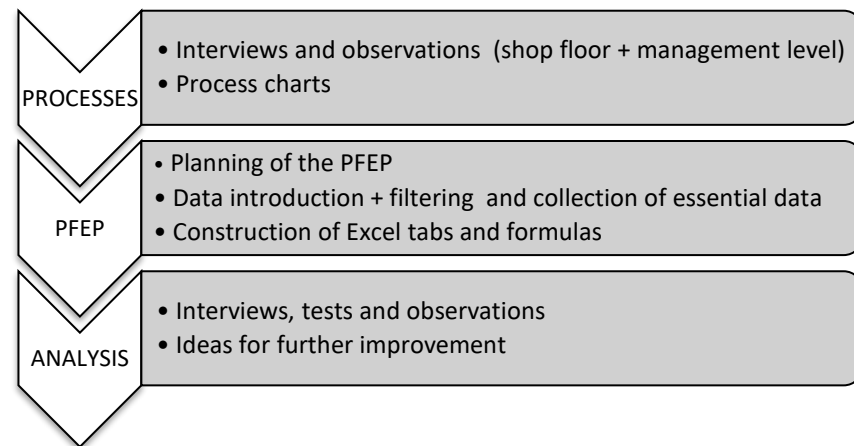 PROCESSES
• Interviews and observations (shop floor + management level)
• Process charts
PFEP
• Planning of the PFEP
• Data introduction + filtering and collection of essential data
• Construction of Excel tabs and formulas
ANALYSIS
• Interviews, tests and observations
• Ideas for further improvement